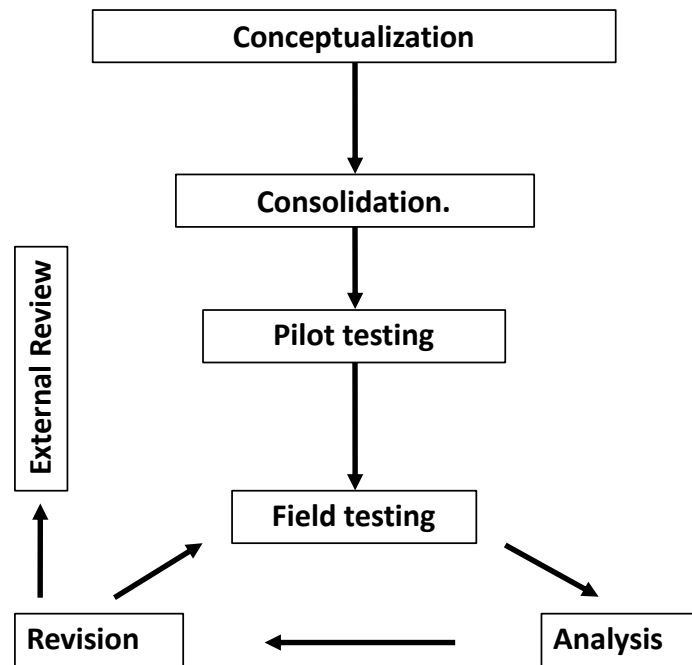 Conceptualization
Consolidation.
External Review
Pilot testing
Field testing
Revision
Analysis